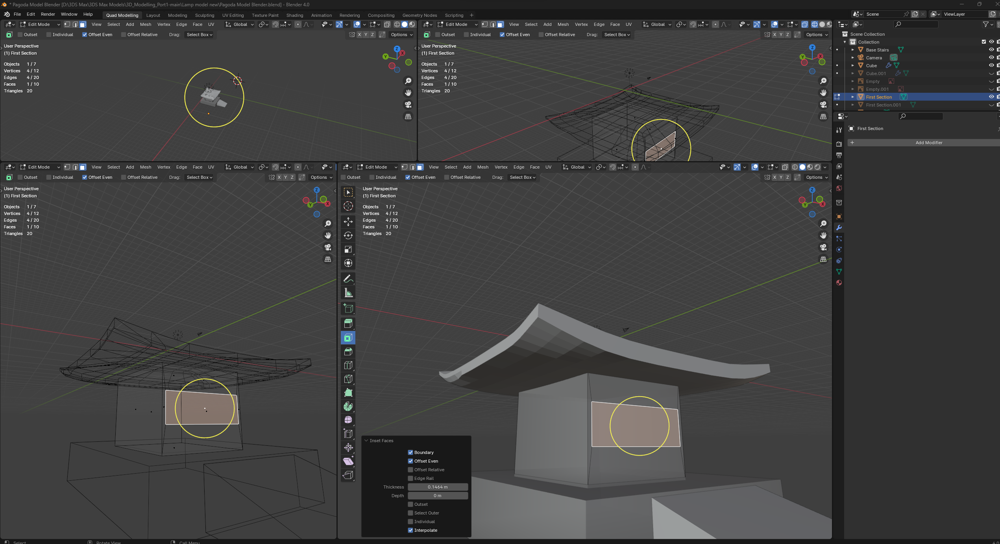 * Pagoda Model Blender [D:\3DS Max\3DS Max Models\3D_Modelling_Port1-main\Lamp model new\Pagoda Model Blender.blend] - Blender 4.0
File Edit Render Window Help Quad Modelling Layout Modeling Sculpting UV Editing Texture Paint Shading Animation Rendering Compositing Geometry Nodes Scripting + Scene ViewLayer
Edit Mode View Select Add Mesh Vertex Edge Face UV Global
Outset Individual Offset Even Offset Relative Drag: Select Box X Y Z Options
User Perspective
(1) First Section
Objects 1 / 7
Vertices 4 / 12
Edges 4 / 20
Faces 1 / 10
Triangles 20
Z
X
Y
Edit Mode View Select Add Mesh Vertex Edge Face UV Global
Outset Individual Offset Even Offset Relative Drag: Select Box X Y Z Options
User Perspective
(1) First Section
Objects 1 / 7
Vertices 4 / 12
Edges 4 / 20
Faces 1 / 10
Triangles 20
Z
X
Y
Scene Collection
Collection
Base Stairs
Camera
Cube
Cube.001
Empty
Empty.001
First Section
First Section.001
First Section
+ Add Modifier
Edit Mode View Select Add Mesh Vertex Edge Face UV Global
Outset Individual Offset Even Offset Relative Drag: Select Box X Y Z Options
User Perspective
(1) First Section
Objects 1 / 7
Vertices 4 / 12
Edges 4 / 20
Faces 1 / 10
Triangles 20
Z
Y
X
Edit Mode View Select Add Mesh Vertex Edge Face UV Global
Outset Individual Offset Even Offset Relative Drag: Select Box X Y Z Options
User Perspective
(1) First Section
Objects 1 / 7
Vertices 4 / 12
Edges 4 / 20
Faces 1 / 10
Triangles 20
Z
Y
X
Inset Faces
Boundary
Offset Even
Offset Relative
Edge Rail
Thickness 0.1464 m
Depth 0 m
Outset
Select Outer
Individual
Interpolate
Select Rotate View Call Menu